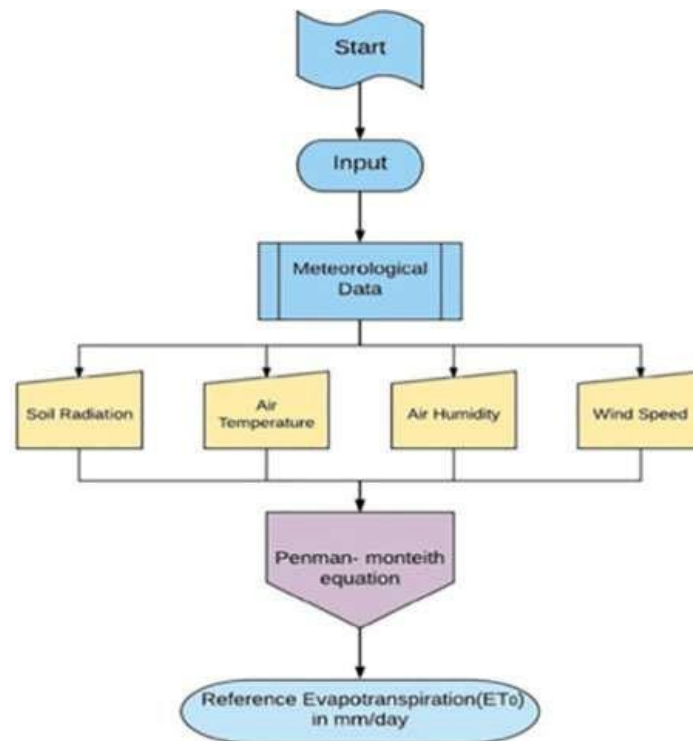 Start
Input
Meteorological
Data
Soil Radiation
Air
Temperature
Air Humidity
Wind Speed
Penman- monteith
equation
Reference Evapotranspiration(ET₀)
in mm/day